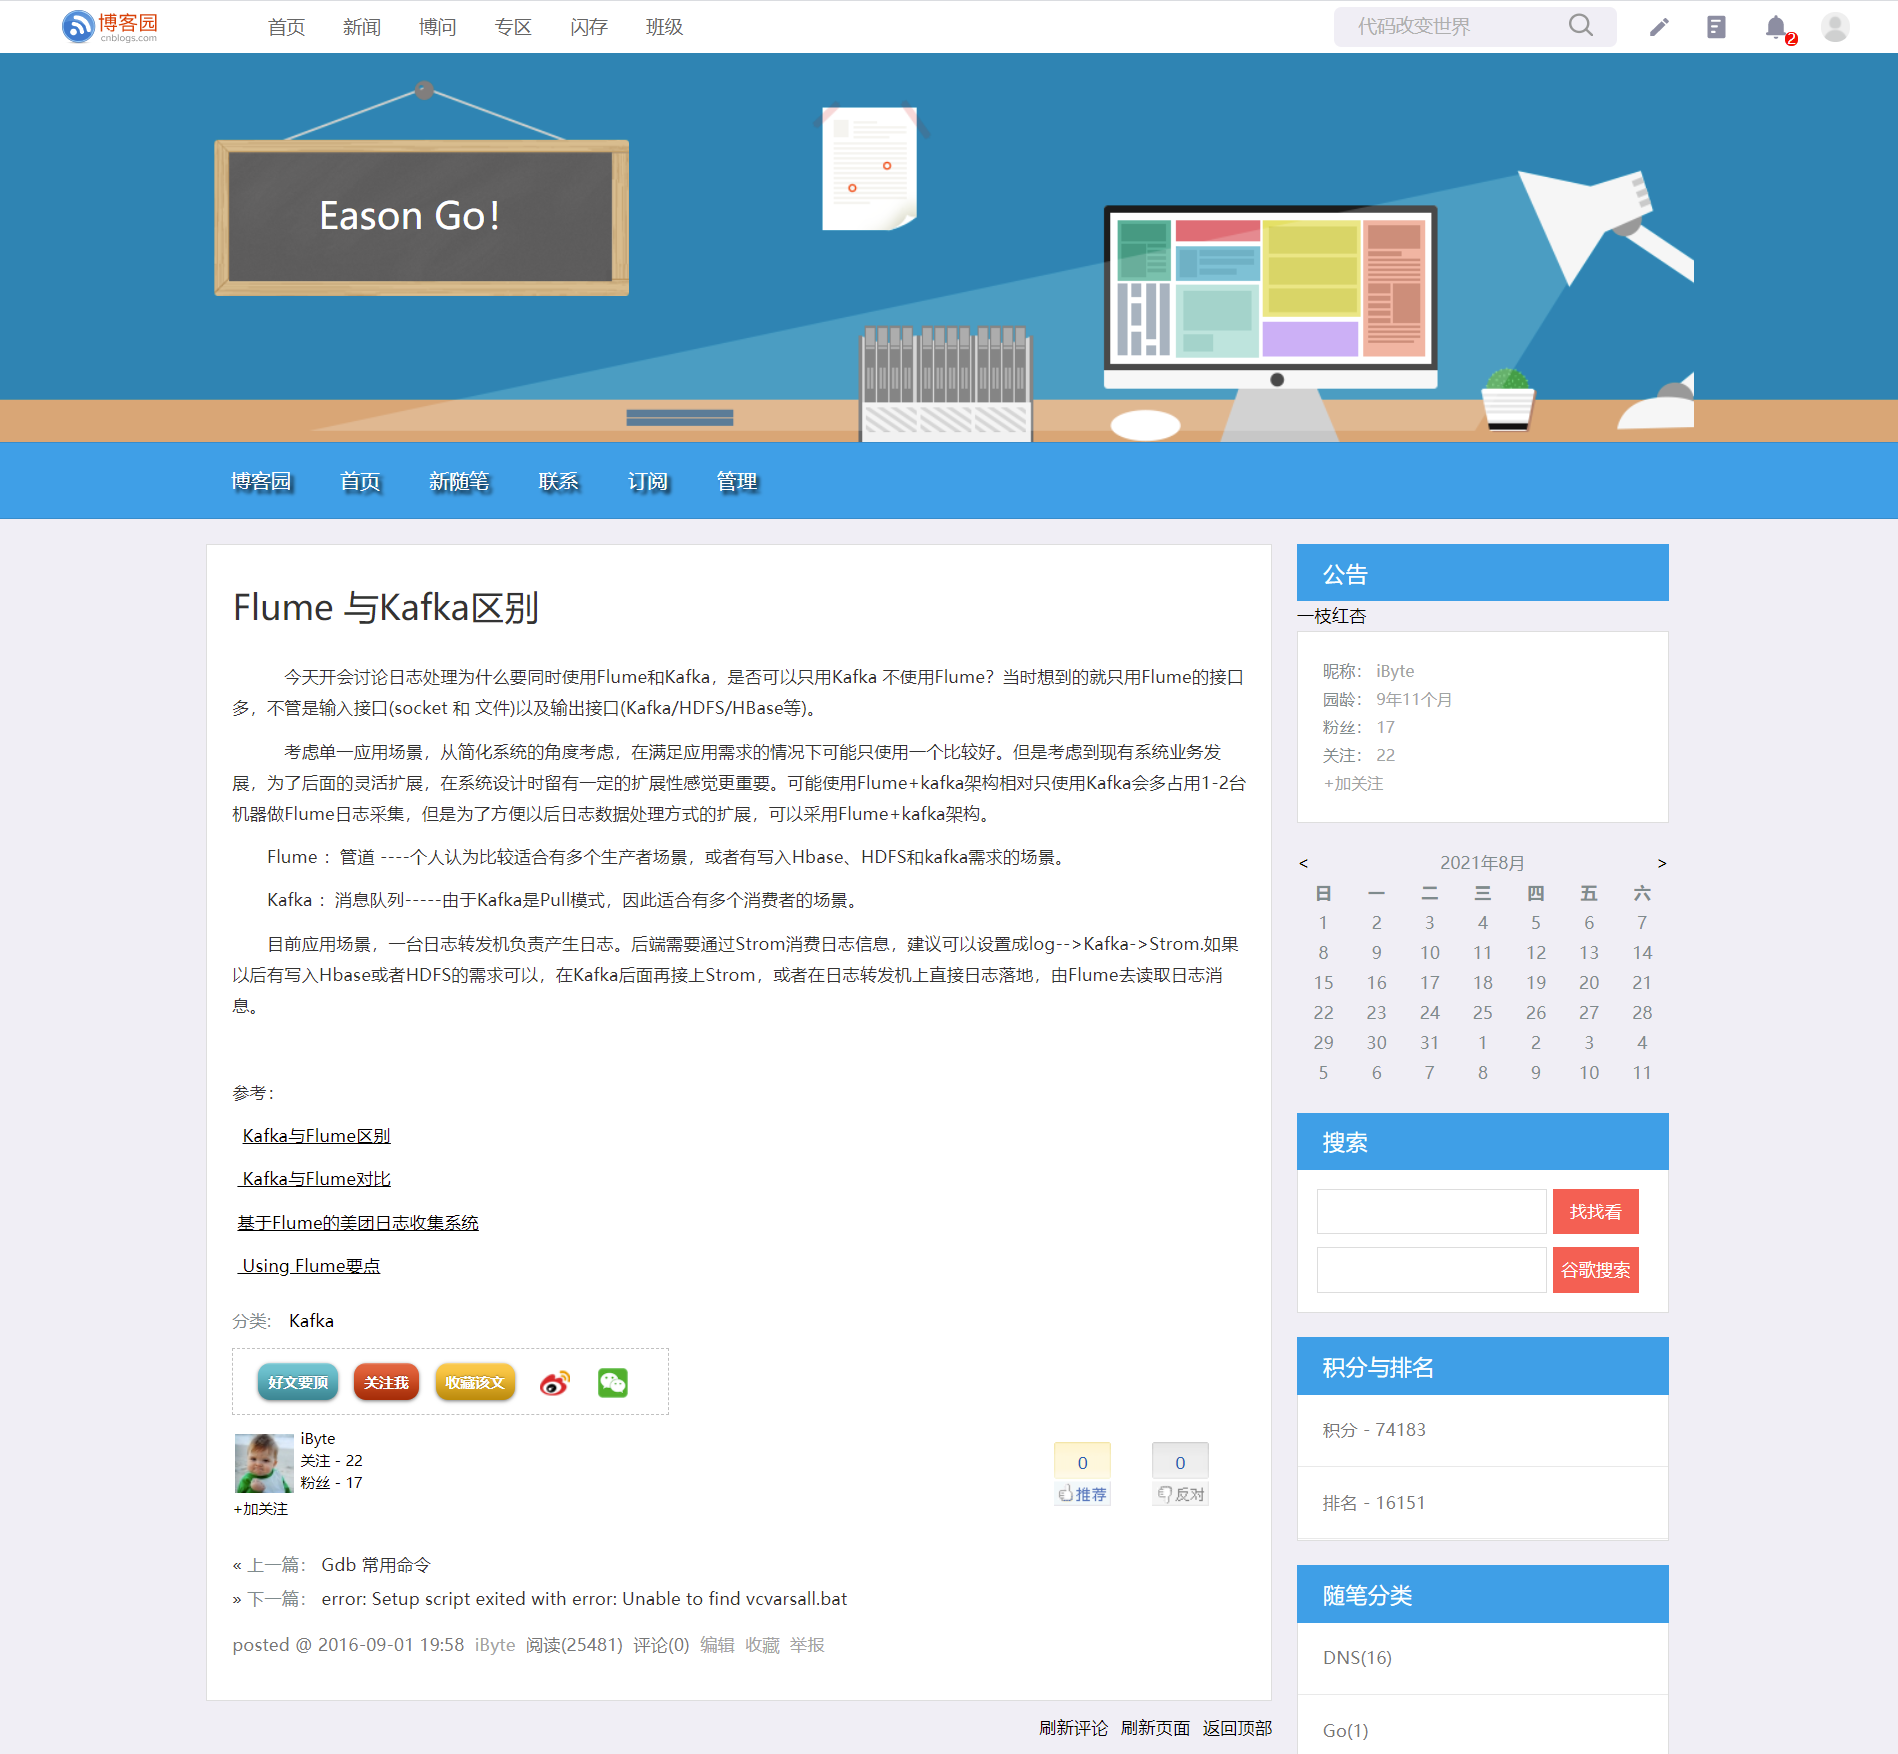 博客园
cnblogs.com
首页 新闻 博问 专区 闪存 班级
代码改变世界
2
Eason Go!
博客园 首页 新随笔 联系 订阅 管理
Flume 与Kafka区别
今天开会讨论日志处理为什么要同时使用Flume和Kafka，是否可以只用Kafka 不使用Flume？当时想到的就只用Flume的接口
多，不管是输入接口(socket 和 文件)以及输出接口(Kafka/HDFS/HBase等)。
考虑单一应用场景，从简化系统的角度考虑，在满足应用需求的情况下可能只使用一个比较好。但是考虑到现有系统业务发
展，为了后面的灵活扩展，在系统设计时留有一定的扩展性感觉更重要。可能使用Flume+kafka架构相对只使用Kafka会多占用1-2台
机器做Flume日志采集，但是为了方便以后日志数据处理方式的扩展，可以采用Flume+kafka架构。
Flume ：管道 ----个人认为比较适合有多个生产者场景，或者有写入Hbase、HDFS和kafka需求的场景。
Kafka ：消息队列-----由于Kafka是Pull模式，因此适合有多个消费者的场景。
目前应用场景，一台日志转发机负责产生日志。后端需要通过Strom消费日志信息，建议可以设置成log-->Kafka->Strom.如果
以后有写入Hbase或者HDFS的需求可以，在Kafka后面再接上Strom，或者在日志转发机上直接日志落地，由Flume去读取日志消
息。
参考：
Kafka与Flume区别
Kafka与Flume对比
基于Flume的美团日志收集系统
Using Flume要点
分类: Kafka
好文要顶 关注我 收藏该文
iByte
关注 - 22
粉丝 - 17
+加关注
0 0
推荐 反对
« 上一篇： Gdb 常用命令
» 下一篇： error: Setup script exited with error: Unable to find vcvarsall.bat
posted @ 2016-09-01 19:58 iByte 阅读(25481) 评论(0) 编辑 收藏 举报
刷新评论 刷新页面 返回顶部
公告
一枝红杏
昵称： iByte
园龄： 9年11个月
粉丝： 17
关注： 22
+加关注
< 2021年8月 >
日 一 二 三 四 五 六
1 2 3 4 5 6 7
8 9 10 11 12 13 14
15 16 17 18 19 20 21
22 23 24 25 26 27 28
29 30 31 1 2 3 4
5 6 7 8 9 10 11
搜索
找找看
谷歌搜索
积分与排名
积分 - 74183
排名 - 16151
随笔分类
DNS(16)
Go(1)